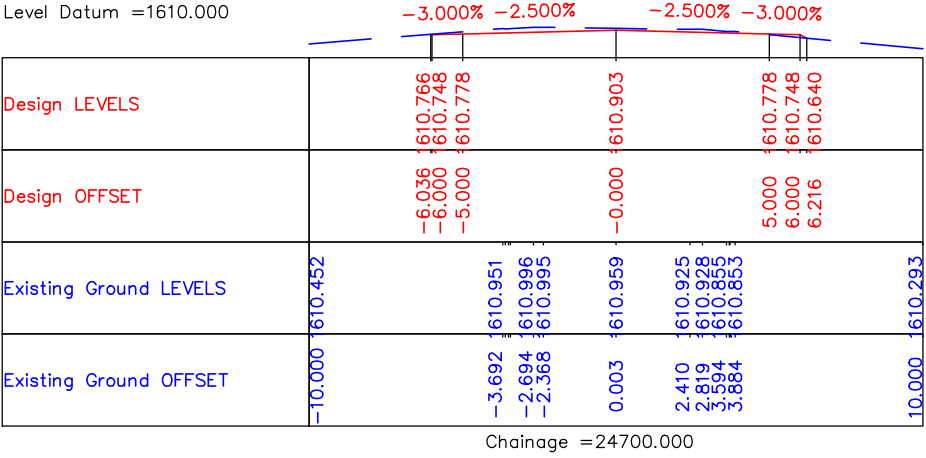 Level Datum =1610.000
-3.000% -2.500% -2.500% -3.000%
Design LEVELS 1610.766 1610.748 1610.778 1610.903 1610.778 1610.748 1610.640
Design OFFSET -6.036 -6.000 -5.000 -0.000 5.000 6.000 6.216
Existing Ground LEVELS 1610.452 1610.951 1610.996 1610.995 1610.959 1610.925 1610.928 1610.855 1610.853 1610.293
Existing Ground OFFSET -10.000 -3.692 -2.694 -2.368 0.003 2.410 2.819 3.594 3.884 10.000
Chainage =24700.000